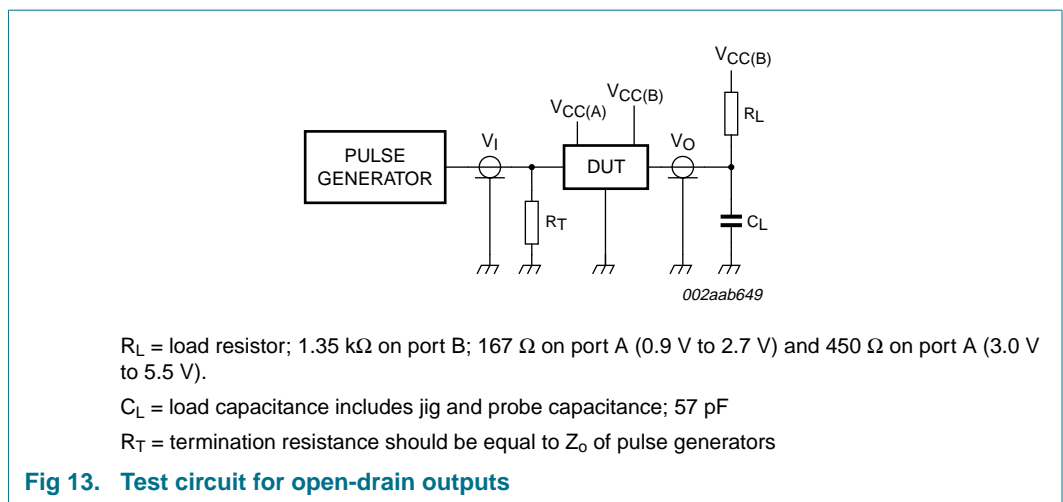 VCC(B)
VCC(A)
VCC(B)
RL
VI
VO
PULSE
GENERATOR
DUT
RT
CL
002aab649
RL = load resistor; 1.35 kΩ on port B; 167 Ω on port A (0.9 V to 2.7 V) and 450 Ω on port A (3.0 V
to 5.5 V).
CL = load capacitance includes jig and probe capacitance; 57 pF
RT = termination resistance should be equal to Zo of pulse generators
Fig 13. Test circuit for open-drain outputs